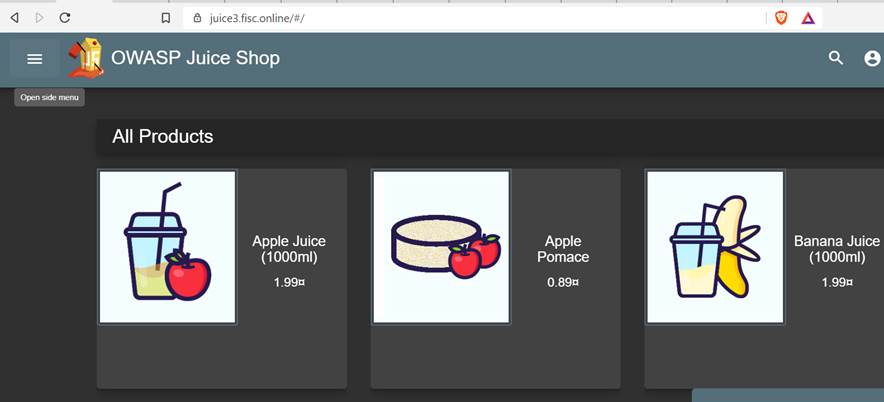 juice3.fisc.online/#/
OWASP Juice Shop
Open side menu
All Products
Apple Juice
(1000ml)
1.99¤
Apple
Pomace
0.89¤
Banana Juice
(1000ml)
1.99¤